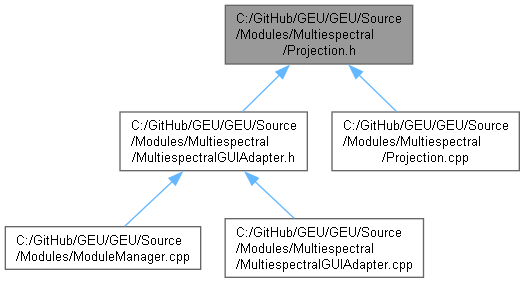 C:/GitHub/GEU/GEU/Source
/Modules/Multiespectral
/Projection.h
C:/GitHub/GEU/GEU/Source
/Modules/Multiespectral
/MultiespectralGUIAdapter.h
C:/GitHub/GEU/GEU/Source
/Modules/Multiespectral
/Projection.cpp
C:/GitHub/GEU/GEU/Source
/Modules/ModuleManager.cpp
C:/GitHub/GEU/GEU/Source
/Modules/Multiespectral
/MultiespectralGUIAdapter.cpp